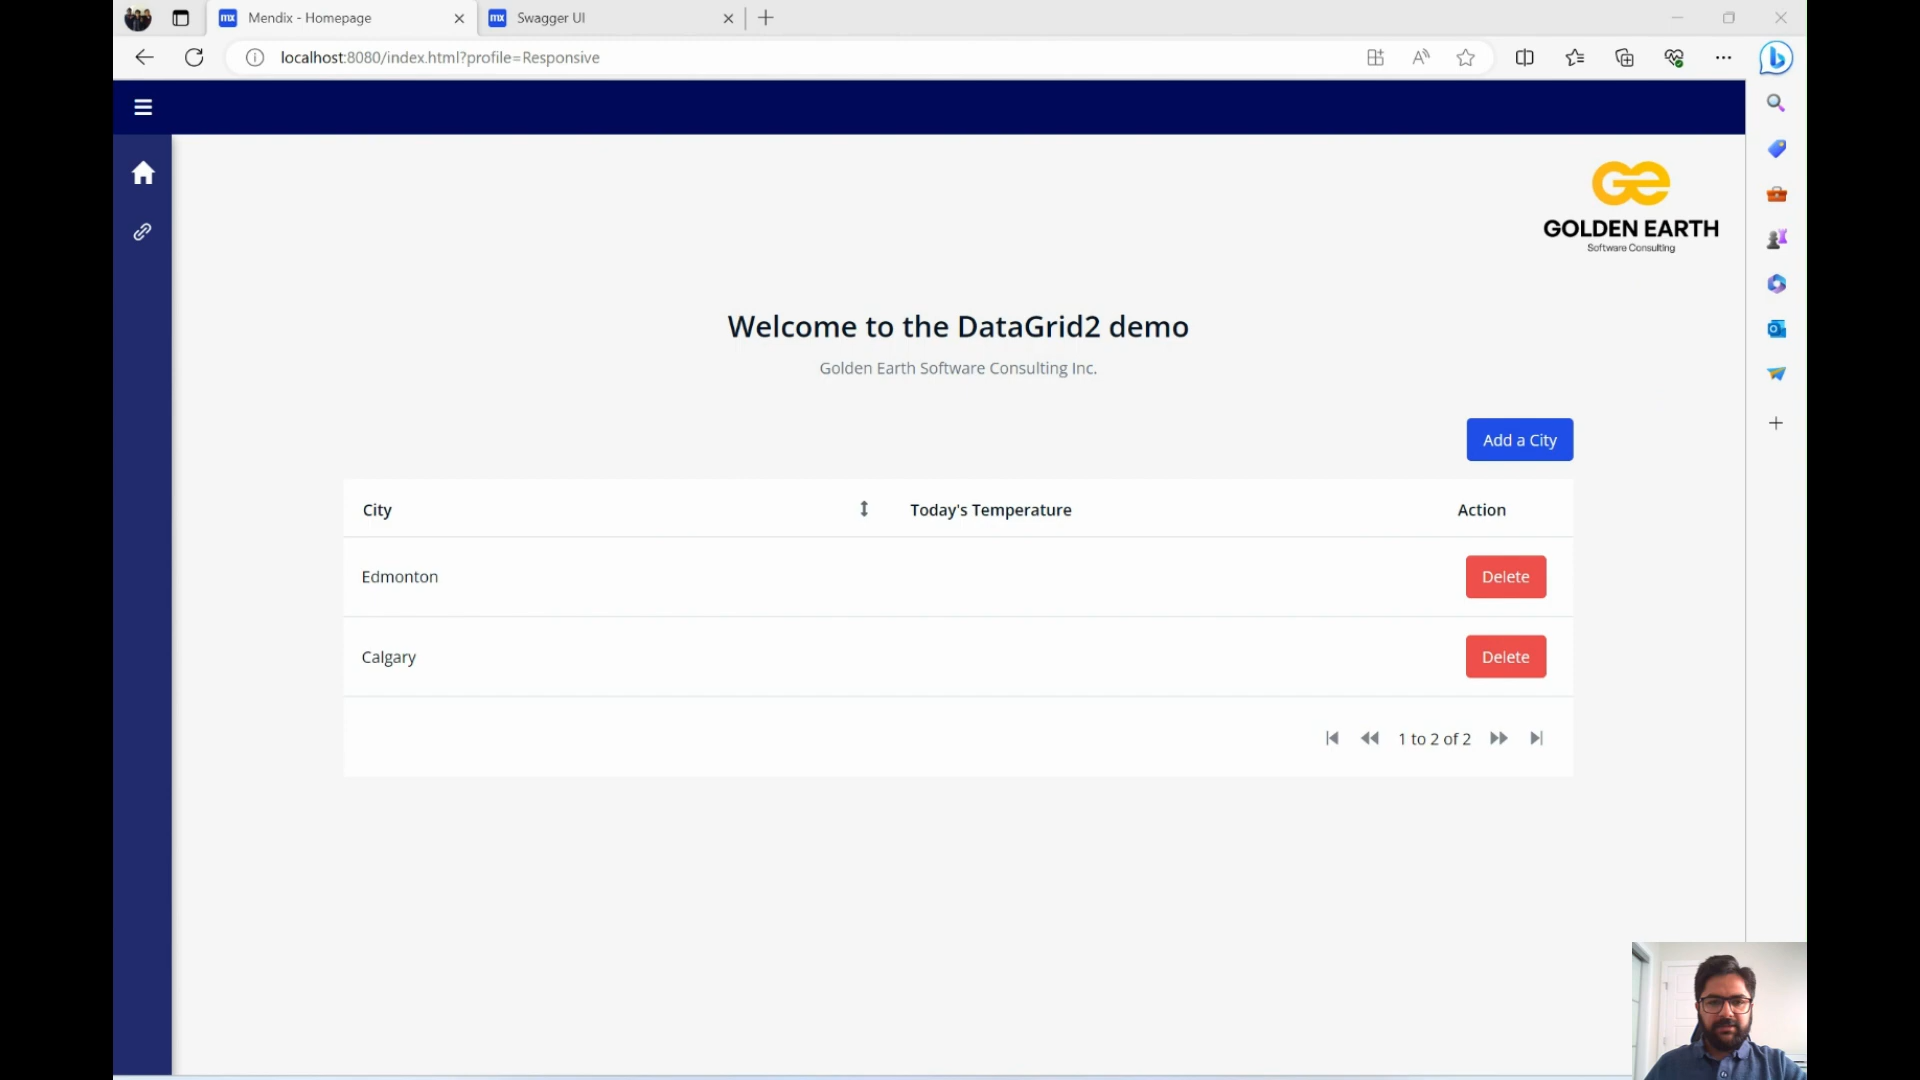 Mendix - Homepage
Swagger UI
localhost:8080/index.html?profile=Responsive
GOLDEN EARTH
Software Consulting
Welcome to the DataGrid2 demo
Golden Earth Software Consulting Inc.
Add a City
City Today's Temperature Action
Edmonton Delete
Calgary Delete
1 to 2 of 2